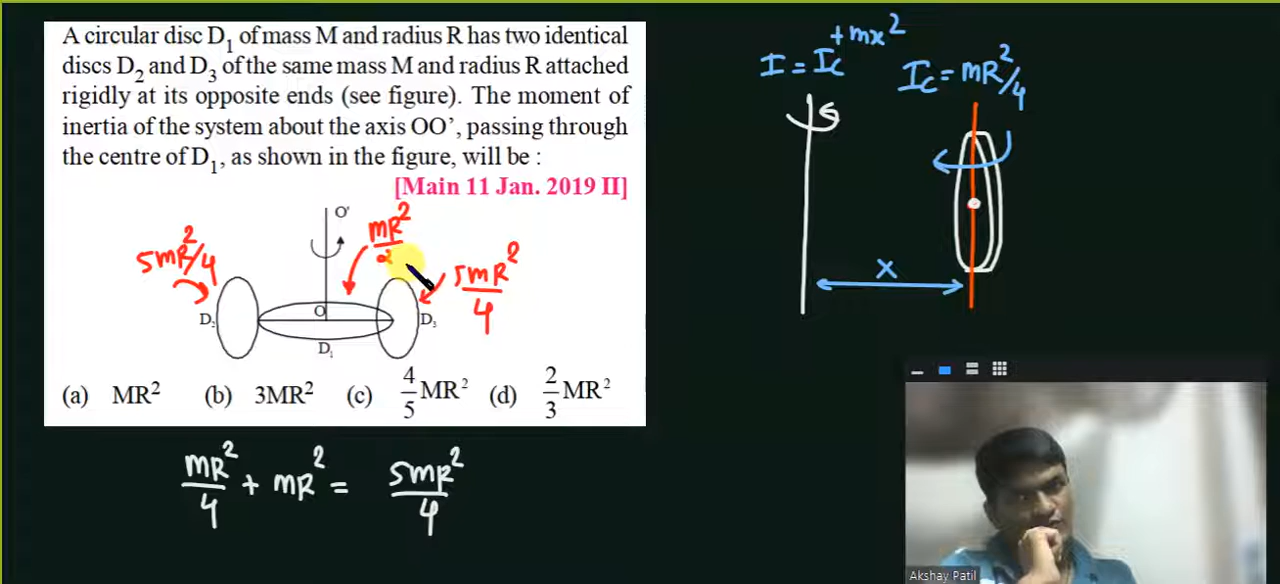 A circular disc D₁ of mass M and radius R has two identical
discs D₂ and D₃ of the same mass M and radius R attached
rigidly at its opposite ends (see figure). The moment of
inertia of the system about the axis OO’, passing through
the centre of D₁, as shown in the figure, will be :
[Main 11 Jan. 2019 II]
O'
mR²/2
5mR²/4
5mR²/4
O
D₂
D₃
D₁
(a) MR² (b) 3MR² (c) 4/5 MR² (d) 2/3 MR²
mR²/4 + mR² = 5mR²/4
I = Ic + mx²
Ic = mR²/4
x
Akshay Patil